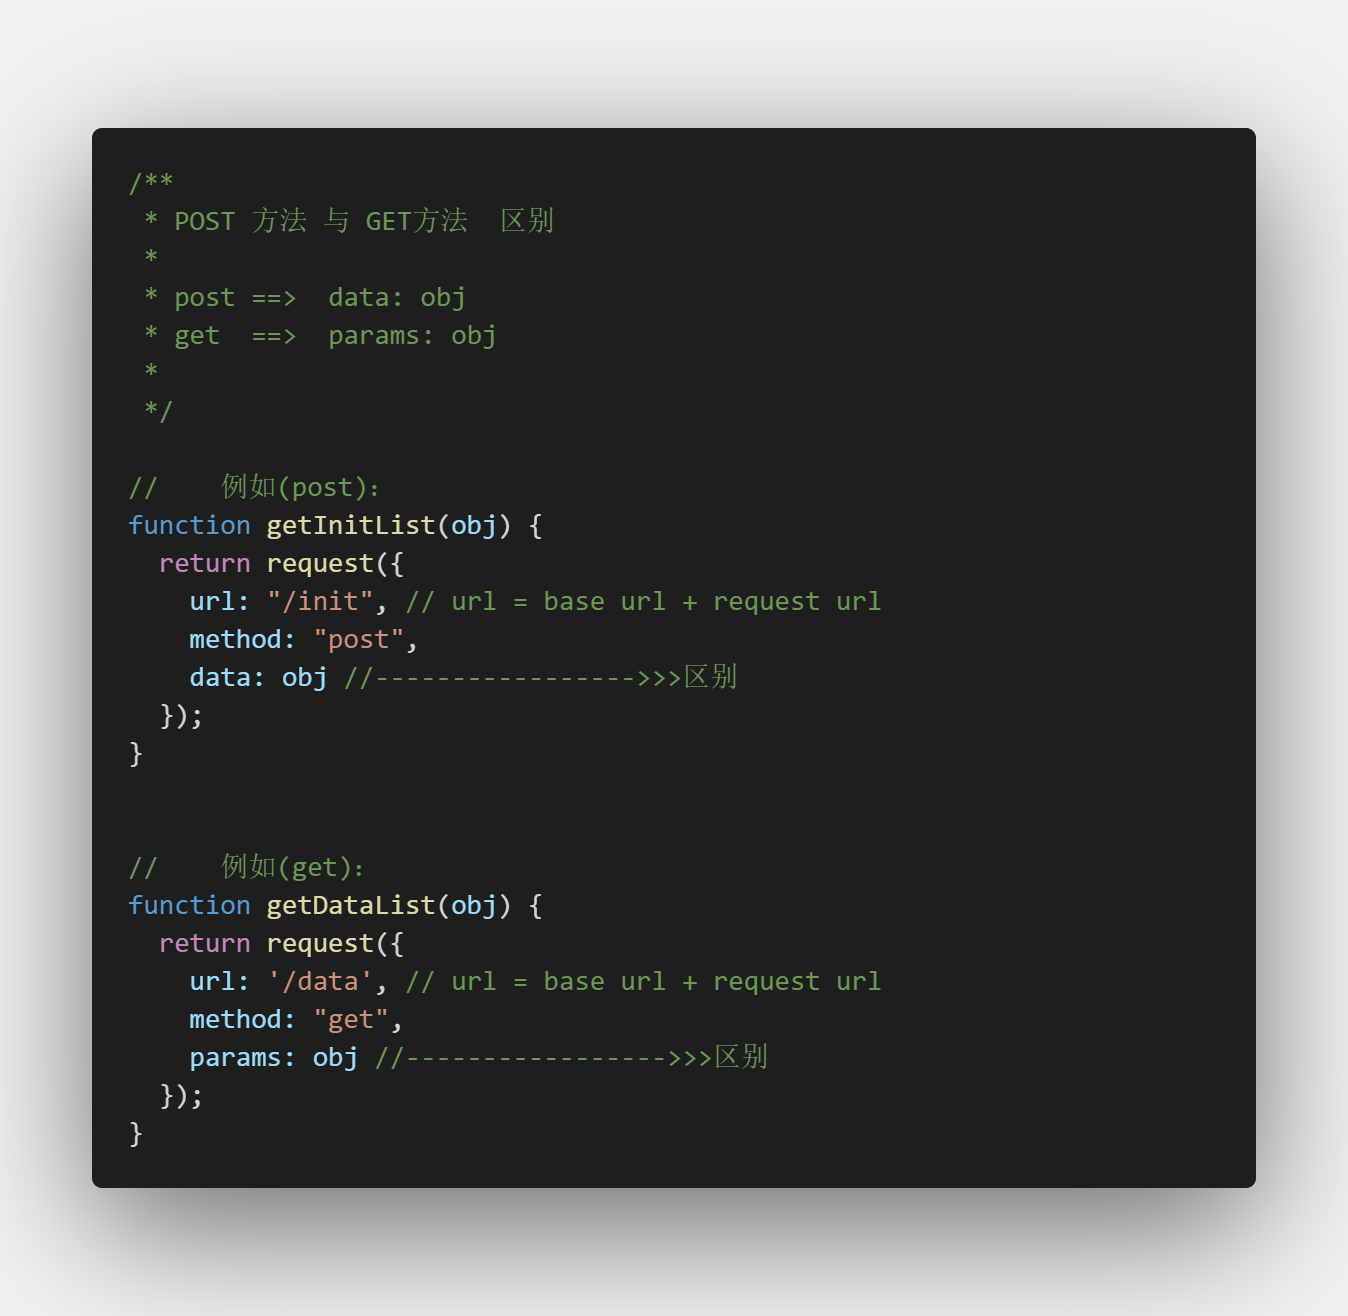 /**
 * POST 方法 与 GET方法  区别
 *
 * post ==>  data: obj
 * get  ==>  params: obj
 *
 */
//    例如(post):
function getInitList(obj) {
  return request({
    url: "/init", // url = base url + request url
    method: "post",
    data: obj //----------------->>>区别
  });
}
//    例如(get):
function getDataList(obj) {
  return request({
    url: '/data', // url = base url + request url
    method: "get",
    params: obj //----------------->>>区别
  });
}